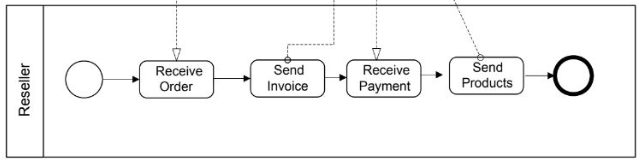 Reseller
Receive
Order
Send
Invoice
Receive
Payment
Send
Products